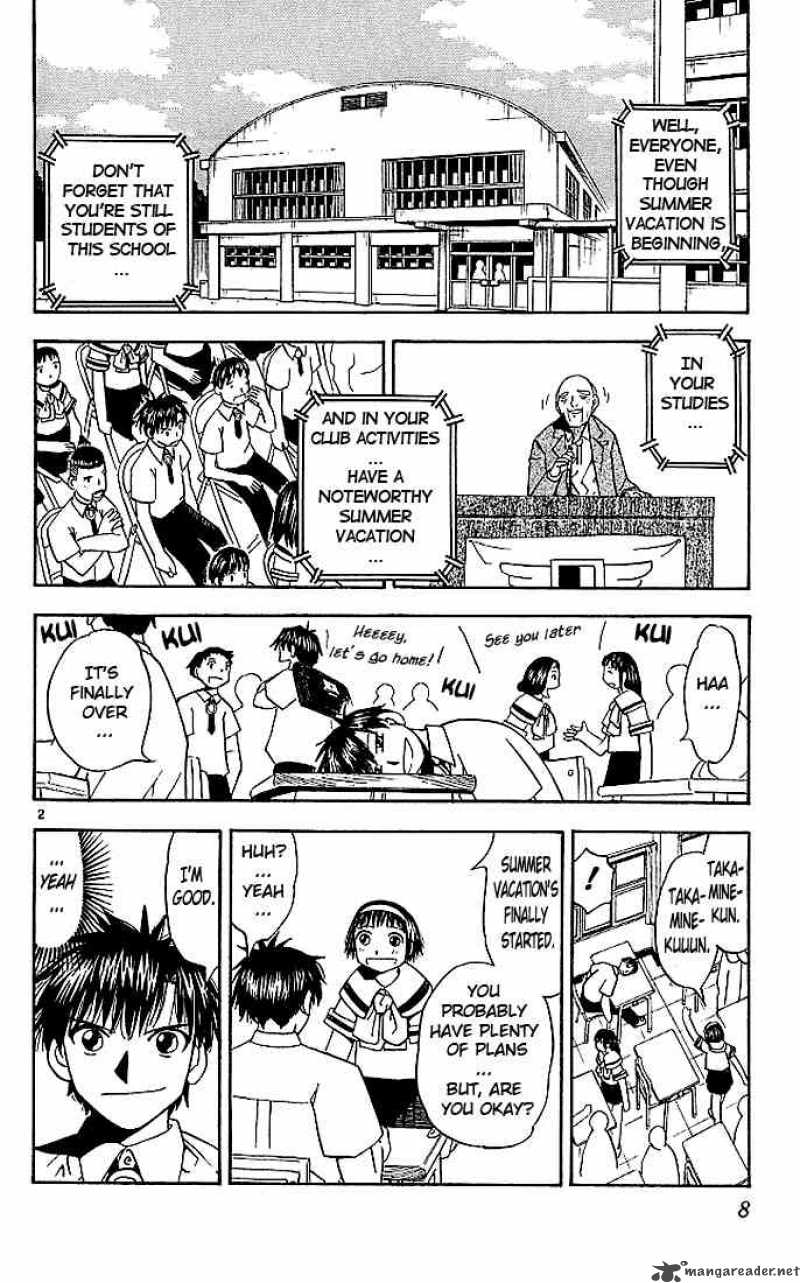 WELL,
EVERYONE,
EVEN
THOUGH
SUMMER
VACATION IS
BEGINNING,
DON'T
FORGET THAT
YOU'RE STILL
STUDENTS OF
THIS SCHOOL
...
IN
YOUR
STUDIES
...
AND IN YOUR
CLUB ACTIVITIES
...
HAVE A
NOTEWORTHY
SUMMER
VACATION
...
HAA
...
KUI
See you later
KUI
Heeeey,
let's go home!
KUI
KUI
IT'S
FINALLY
OVER
...
2
TAKA-
MINE-
KUN.
TAKA-
MINE-
KUUUN.
!
SUMMER
VACATION'S
FINALLY
STARTED.
YOU
PROBABLY
HAVE PLENTY
OF PLANS
...
BUT, ARE
YOU OKAY?
HUH?
...
YEAH
...
I'M
GOOD.
...
YEAH
...
8
mangareader.net